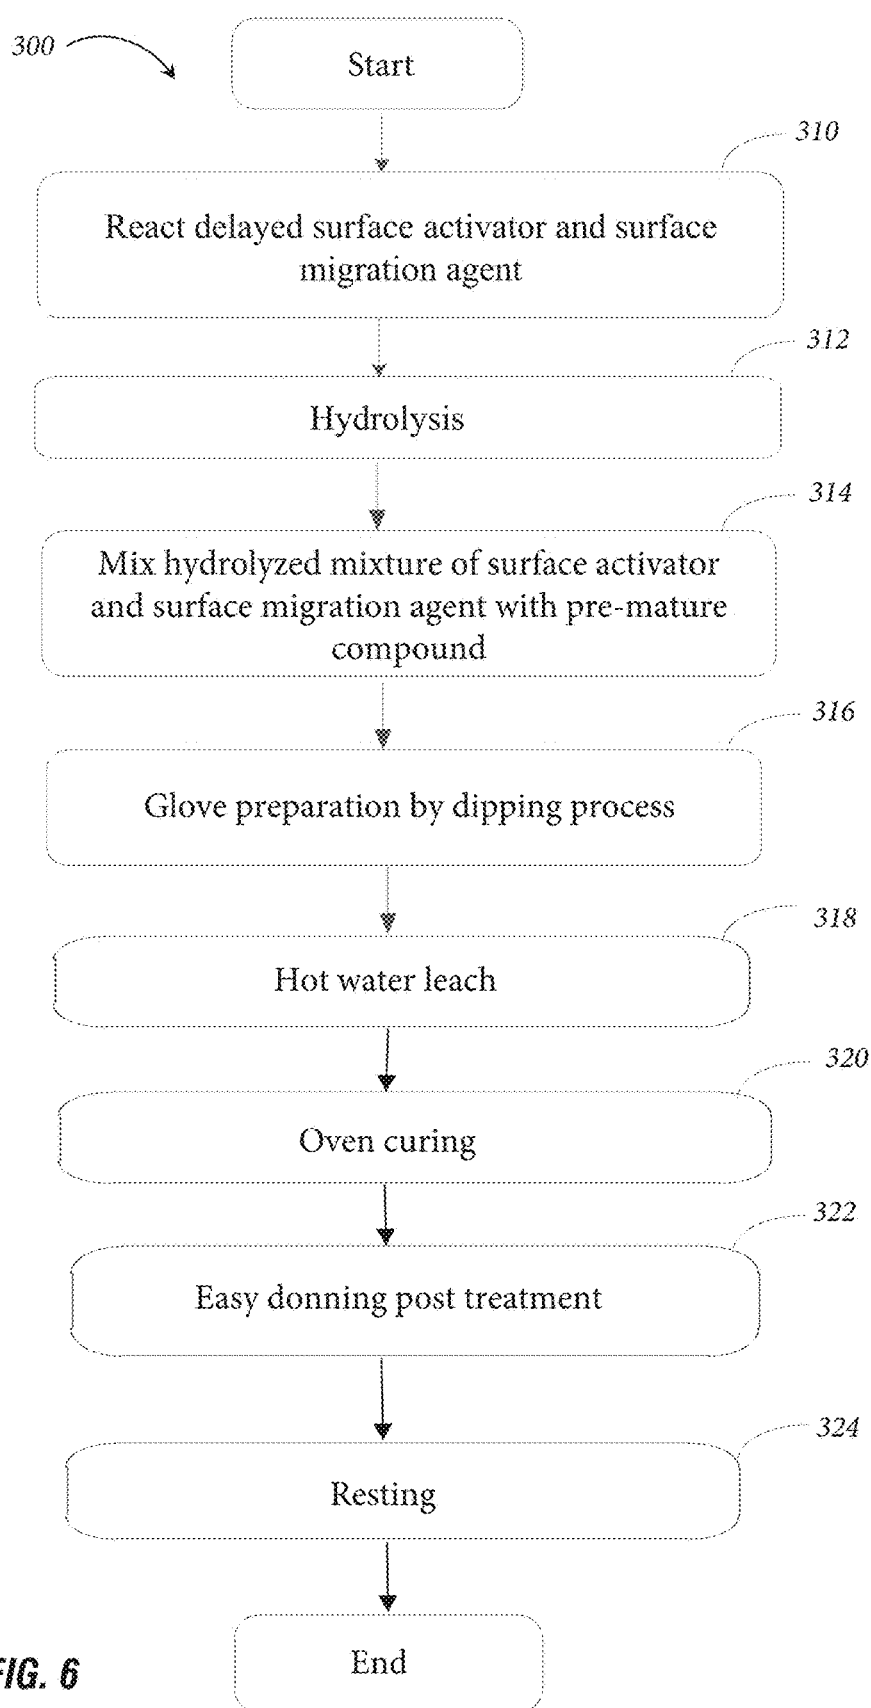 300
Start
310
React delayed surface activator and surface
migration agent
312
Hydrolysis
314
Mix hydrolyzed mixture of surface activator
and surface migration agent with pre-mature
compound
316
Glove preparation by dipping process
318
Hot water leach
320
Oven curing
322
Easy donning post treatment
324
Resting
End
FIG. 6